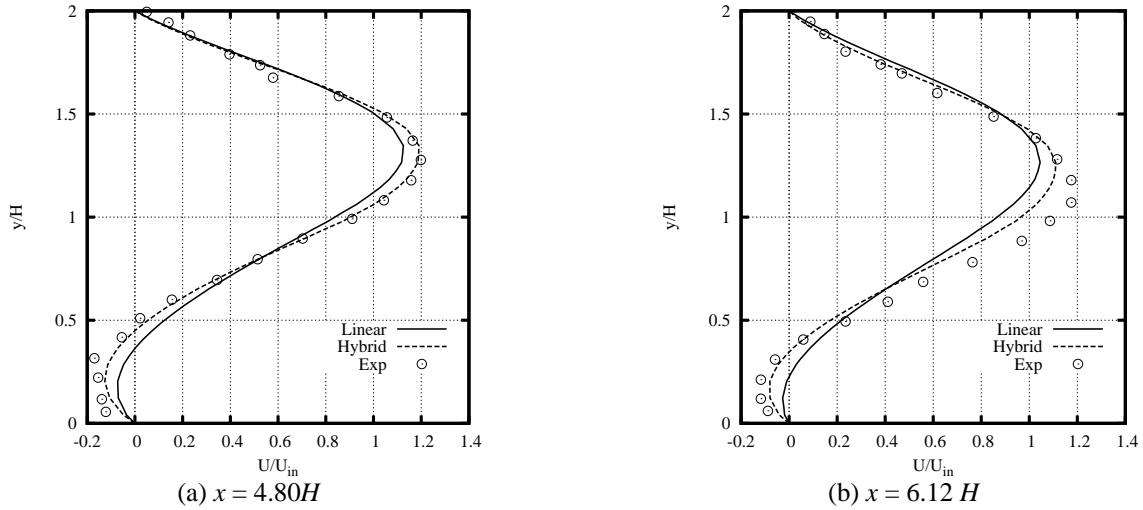 2
1.5
1
0.5
0
y/H
Linear
Hybrid
Exp
-0.2 0 0.2 0.4 0.6 0.8 1 1.2 1.4
U/U_in
(a) x = 4.80H
2
1.5
1
0.5
0
y/H
Linear
Hybrid
Exp
-0.2 0 0.2 0.4 0.6 0.8 1 1.2 1.4
U/U_in
(b) x = 6.12 H